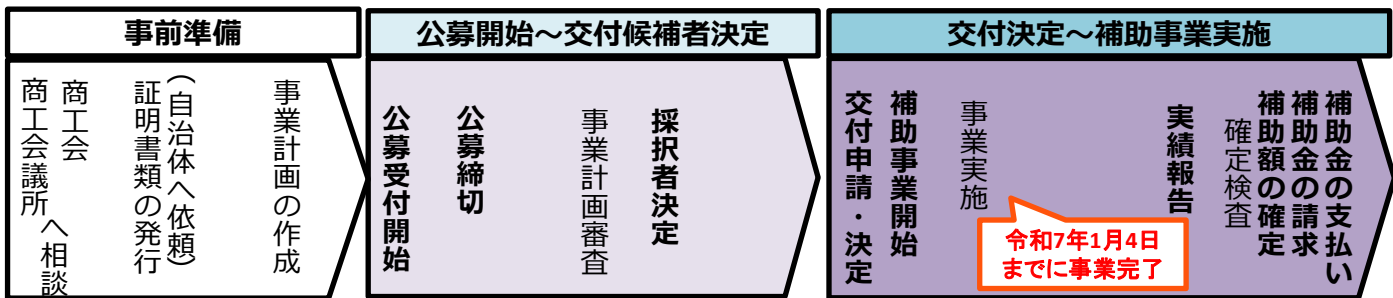 事前準備
商工会
商工会議所
へ相談
証明書類の発行
（自治体へ依頼）
事業計画の作成
公募開始～交付候補者決定
公募受付開始
公募締切
事業計画審査
採択者決定
交付決定～補助事業実施
交付申請・決定
補助事業開始
事業実施
令和7年1月4日
までに事業完了
実績報告
確定検査
補助額の確定
補助金の請求
補助金の支払い